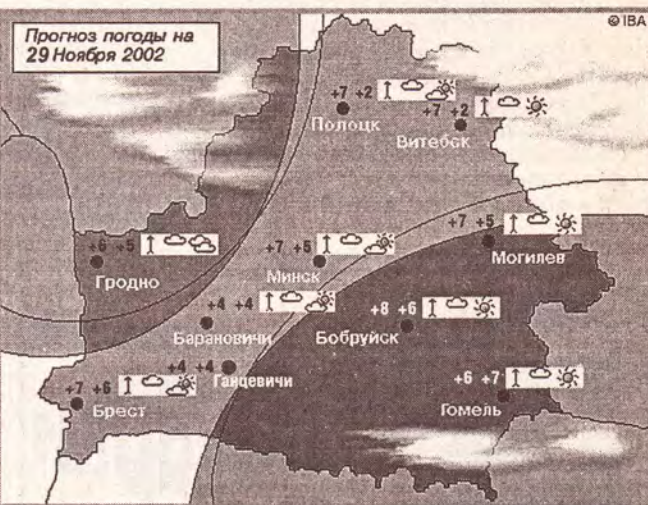 Прогноз погоды на
29 Ноября 2002
© IBA
+7 +2
Полоцк
+7 +2
Витебск
+6 +5
Гродно
+7 +5
Минск
+7 +5
Могилев
+4 +4
Барановичи
+8 +6
Бобруйск
+4 +4
Ганцевичи
+7 +6
Брест
+6 +7
Гомель